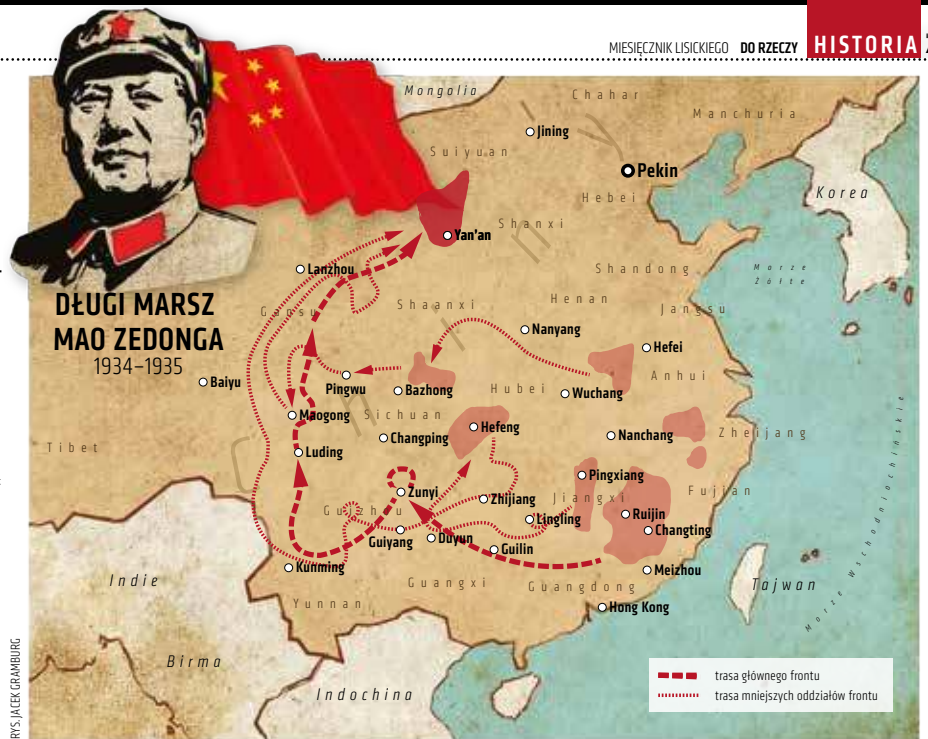 MIESIĘCZNIK LISICKIEGO DO RZECZY HISTORIA
DŁUGI MARSZ
MAO ZEDONGA
1934–1935
Mongolia
Chahar
Manchuria
Jining
Suiyuan
Pekin
Hebei
Korea
Shanxi
Yan'an
Lanzhou
Shandong
Morze
Żółte
Gansu
Shaanxi
Henan
Jangsu
Nanyang
Hefei
Baiyu
Pingwu
Bazhong
Hubei
Wuchang
Anhui
Maogong
Sichuan
Changping
Hefeng
Nanchang
Zheijang
Tibet
Luding
Pingxiang
Zunyi
Zhijiang
Jiangxi
Fujian
Guizhou
Lingling
Ruijin
Changting
Guiyang
Duyun
Guilin
Kunming
Meizhou
Indie
Guangxi
Guangdong
Tajwan
Yunnan
Hong Kong
Morze Wschodniochińskie
Chiny
Birma
Indochina
trasa głównego frontu
trasa mniejszych oddziałów frontu
RYS. JACEK GRAMBURG